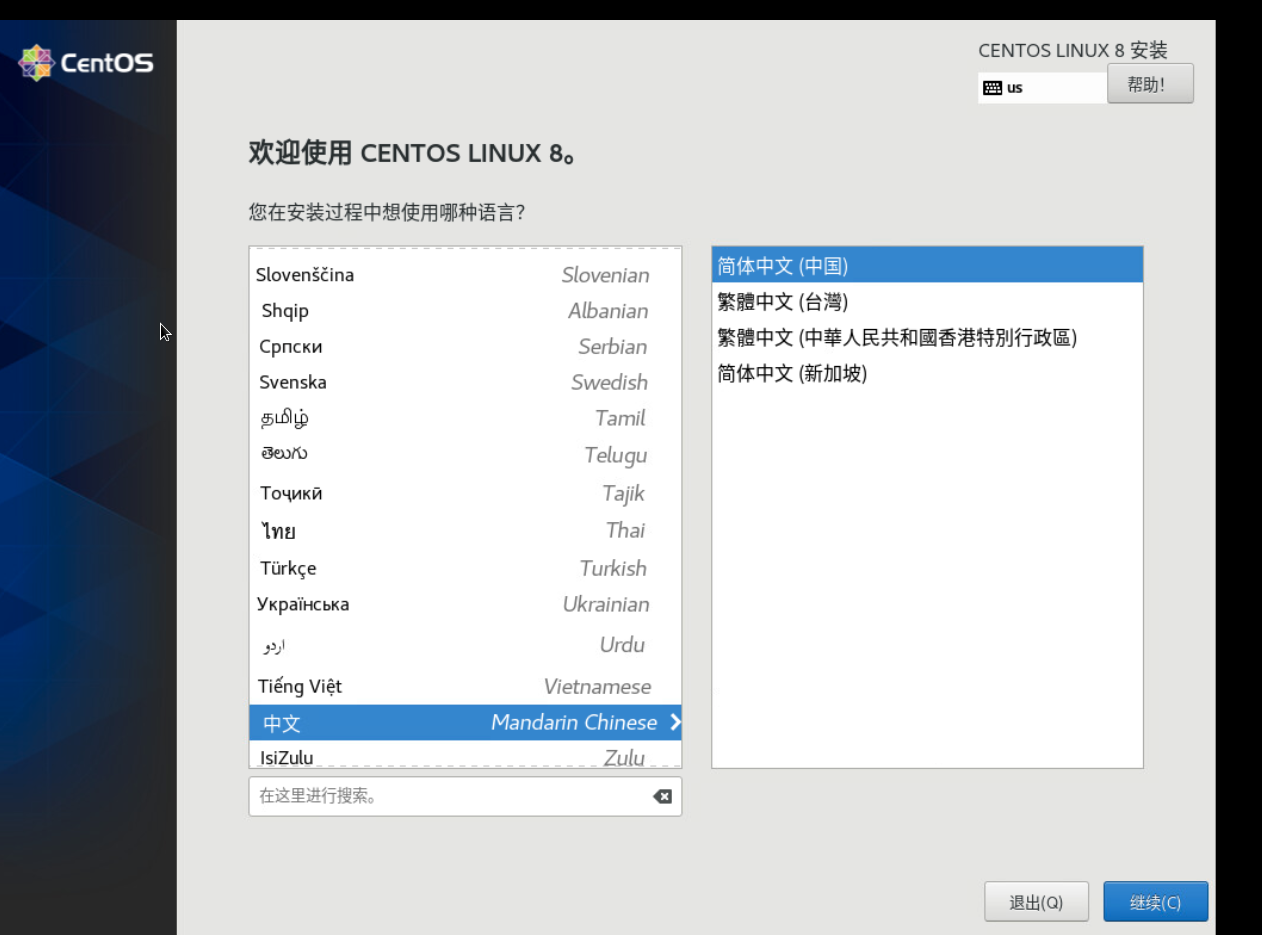 CentOS
CENTOS LINUX 8 安装
us
帮助!
欢迎使用 CENTOS LINUX 8。
您在安装过程中想使用哪种语言?
Slovenščina Slovenian
Shqip Albanian
Српски Serbian
Svenska Swedish
தமிழ் Tamil
తెలుగు Telugu
Тоҷикӣ Tajik
ไทย Thai
Türkçe Turkish
Українська Ukrainian
اردو Urdu
Tiếng Việt Vietnamese
中文 Mandarin Chinese
IsiZulu Zulu
在这里进行搜索。
简体中文 (中国)
繁體中文 (台灣)
繁體中文 (中華人民共和國香港特別行政區)
简体中文 (新加坡)
退出(Q)
继续(C)